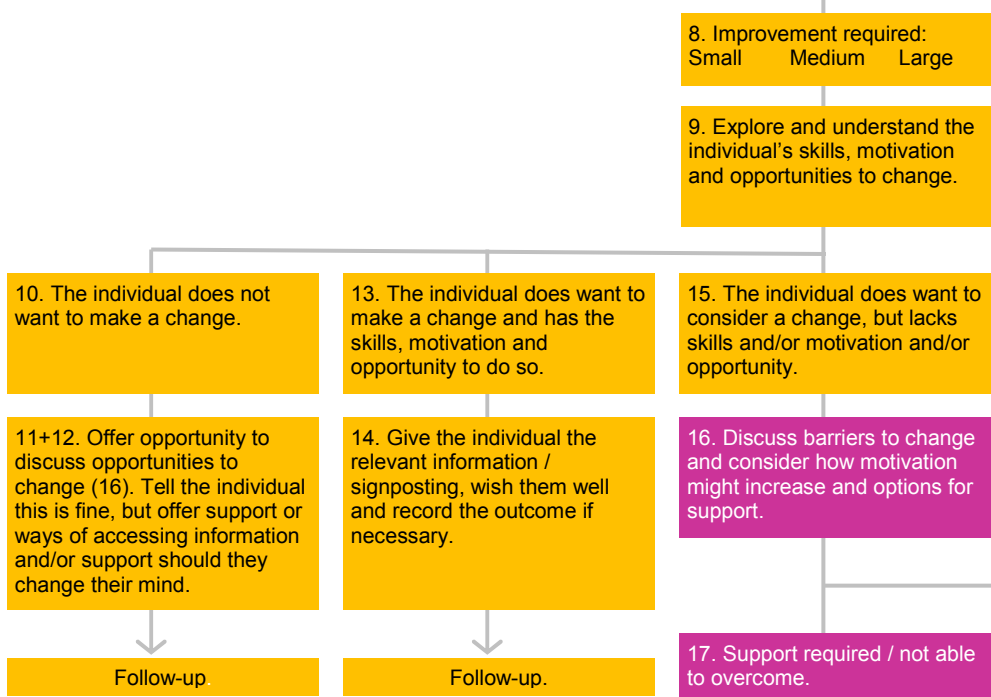 8. Improvement required:
Small Medium Large
9. Explore and understand the
individual’s skills, motivation
and opportunities to change.
10. The individual does not
want to make a change.
13. The individual does want to
make a change and has the
skills, motivation and
opportunity to do so.
15. The individual does want to
consider a change, but lacks
skills and/or motivation and/or
opportunity.
11+12. Offer opportunity to
discuss opportunities to
change (16). Tell the individual
this is fine, but offer support or
ways of accessing information
and/or support should they
change their mind.
14. Give the individual the
relevant information /
signposting, wish them well
and record the outcome if
necessary.
16. Discuss barriers to change
and consider how motivation
might increase and options for
support.
Follow-up.
Follow-up.
17. Support required / not able
to overcome.